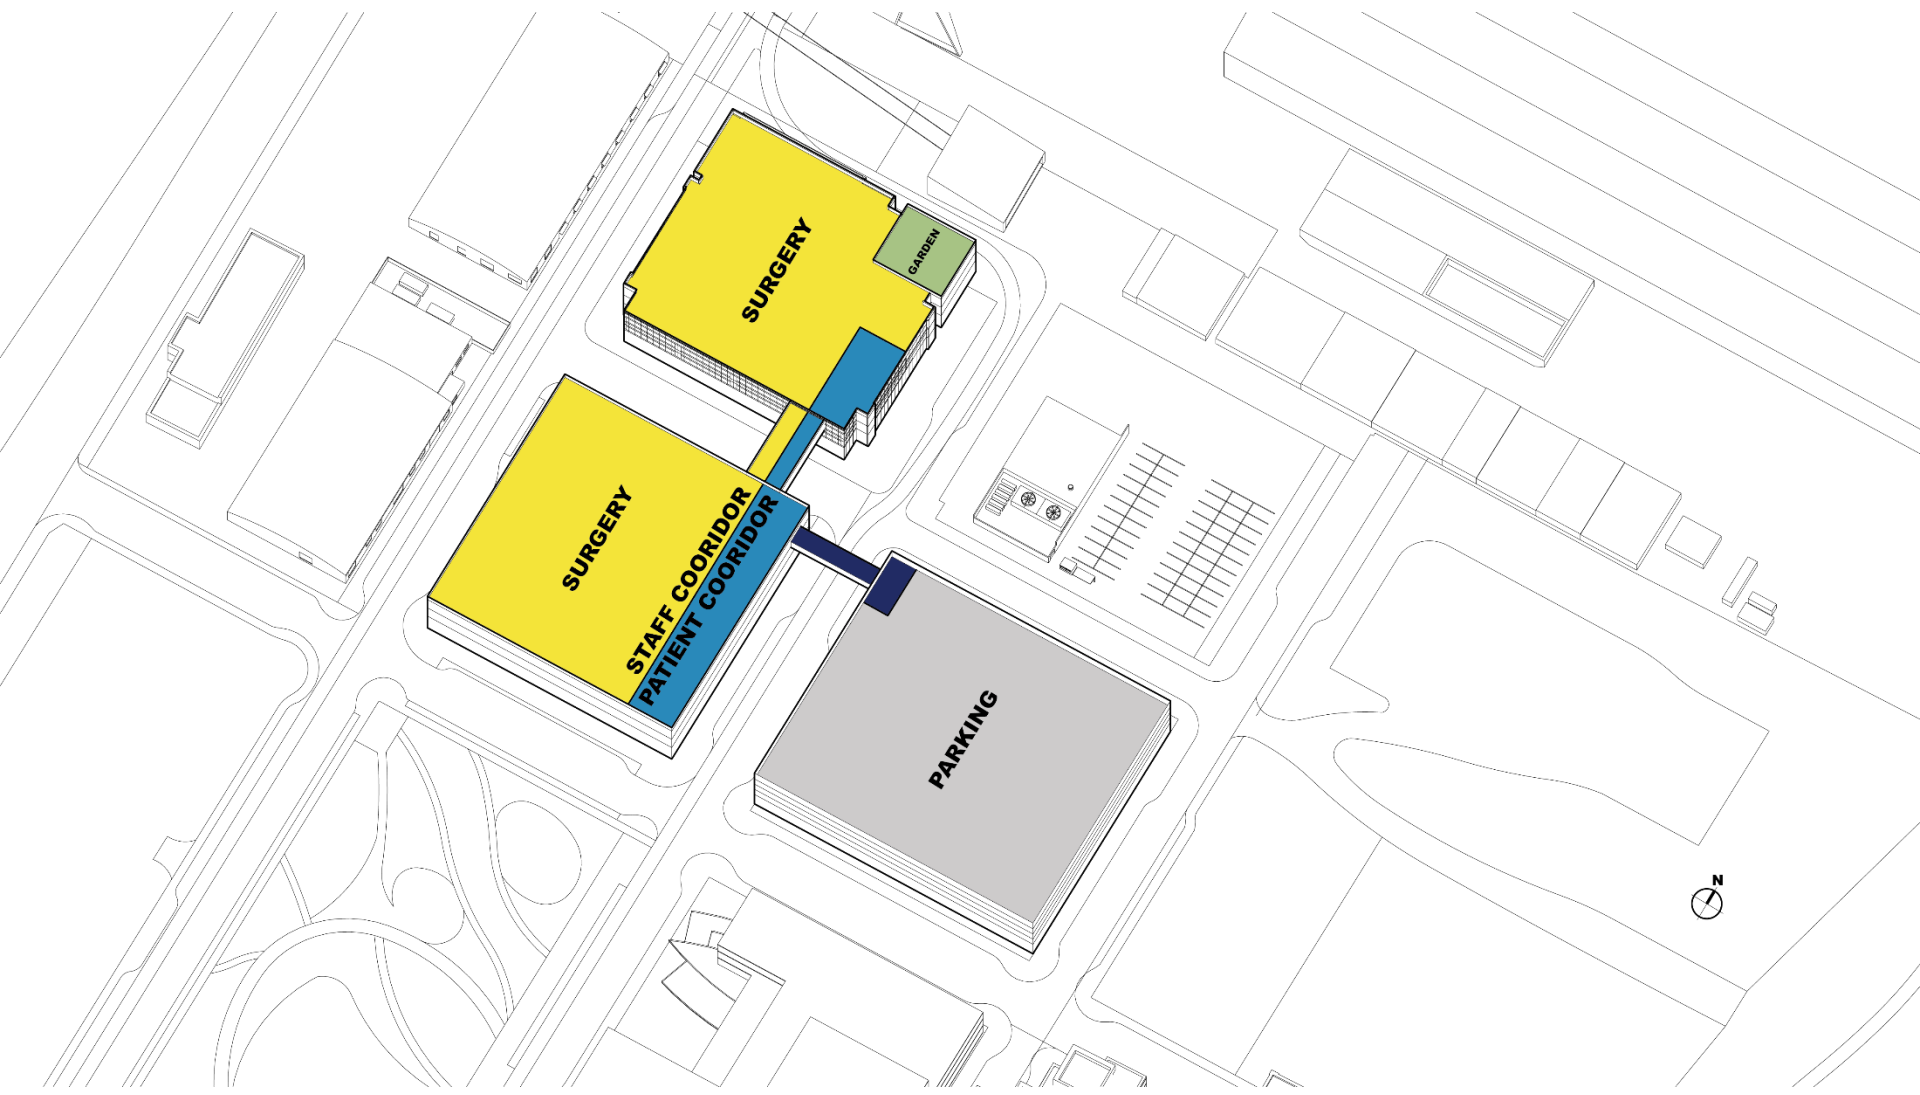 SURGERY
GARDEN
SURGERY
STAFF COORIDOR
PATIENT COORIDOR
PARKING
N